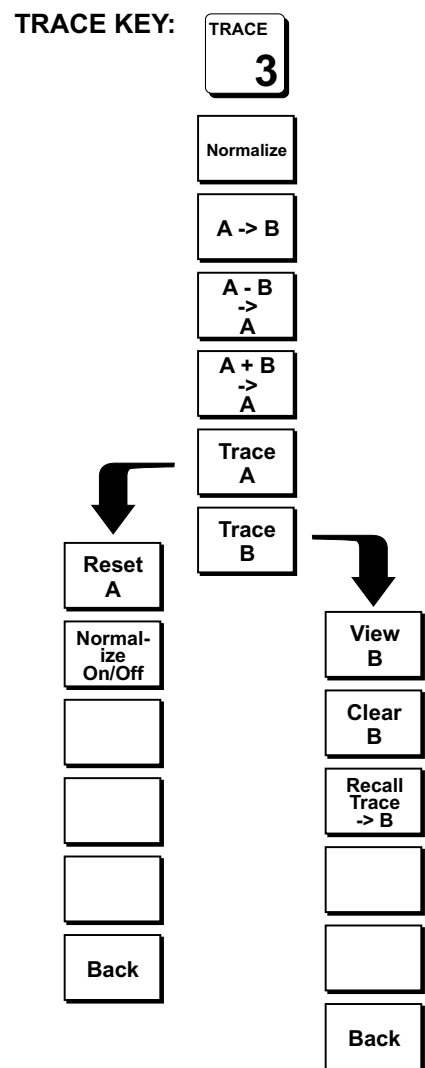 TRACE KEY:
TRACE
3
Normalize
A -> B
A - B
->
A
A + B
->
A
Trace
A
Trace
B
Reset
A
Normal-
ize
On/Off
Back
View
B
Clear
B
Recall
Trace
-> B
Back